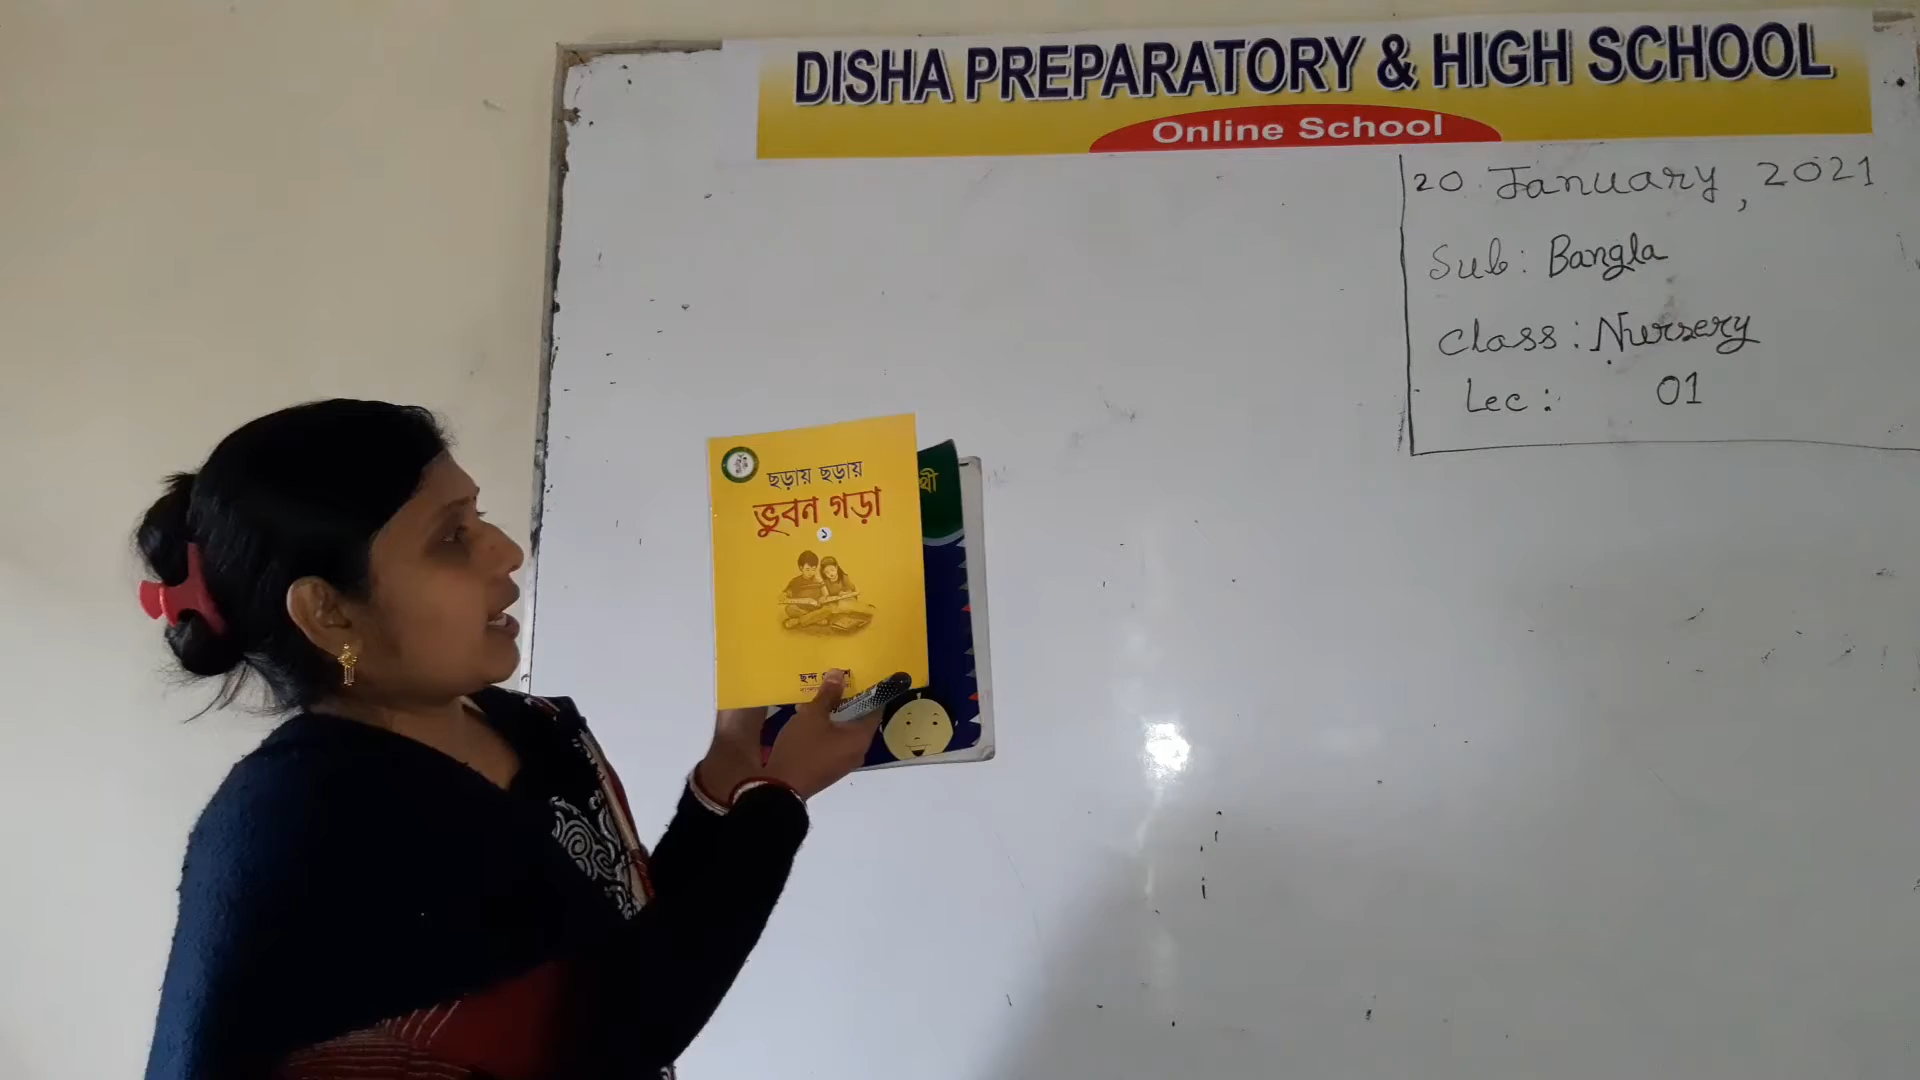 DISHA PREPARATORY & HIGH SCHOOL
Online School
20 January, 2021
Sub: Bangla
Class: Nursery
Lec: 01
ছড়ায় ছড়ায়
ভুবন গড়া
১
থী
ছন্দ